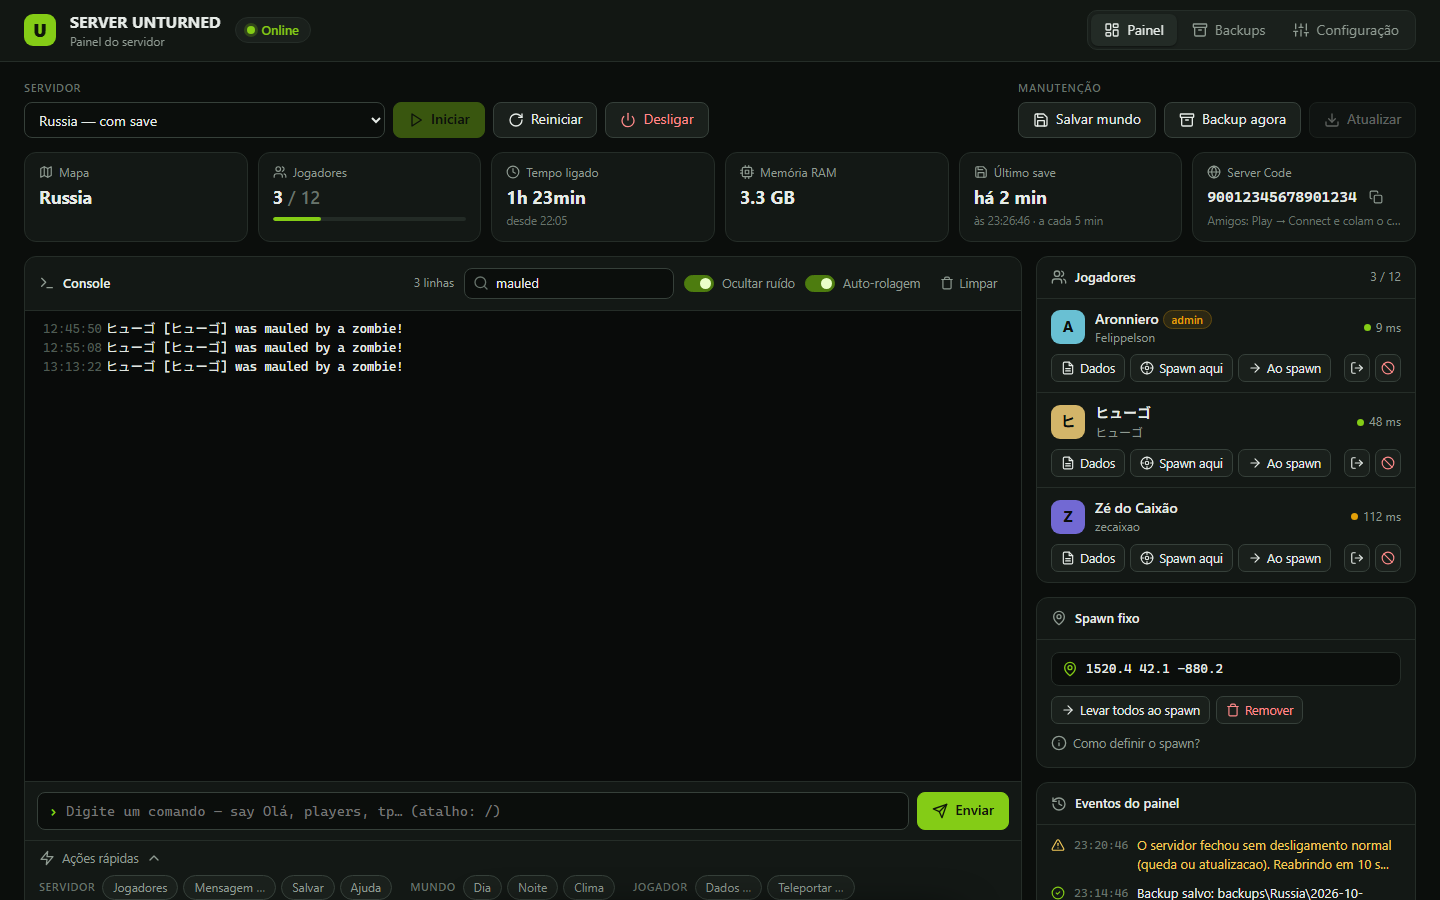 U
SERVER UNTURNED
Painel do servidor
Online
Painel
Backups
Configuração
SERVIDOR
Russia — com save
Iniciar
Reiniciar
Desligar
MANUTENÇÃO
Salvar mundo
Backup agora
Atualizar
Mapa
Russia
Jogadores
3 / 12
Tempo ligado
1h 23min
desde 22:05
Memória RAM
3.3 GB
Último save
há 2 min
às 23:26:46 · a cada 5 min
Server Code
90012345678901234
Amigos: Play → Connect e colam o c...
Console
3 linhas
mauled
Ocultar ruído
Auto-rolagem
Limpar
12:45:50 ヒューゴ [ヒューゴ] was mauled by a zombie!
12:55:08 ヒューゴ [ヒューゴ] was mauled by a zombie!
13:13:22 ヒューゴ [ヒューゴ] was mauled by a zombie!
› Digite um comando — say Olá, players, tp… (atalho: /)
Enviar
Ações rápidas
SERVIDOR Jogadores Mensagem ... Salvar Ajuda MUNDO Dia Noite Clima JOGADOR Dados ... Teleportar ...
Jogadores
3 / 12
A
Aronniero admin
Felippelson
9 ms
Dados Spawn aqui Ao spawn
ヒ
ヒューゴ
ヒューゴ
48 ms
Dados Spawn aqui Ao spawn
Z
Zé do Caixão
zecaixao
112 ms
Dados Spawn aqui Ao spawn
Spawn fixo
1520.4 42.1 −880.2
Levar todos ao spawn
Remover
Como definir o spawn?
Eventos do painel
23:20:46 O servidor fechou sem desligamento normal
(queda ou atualizacao). Reabrindo em 10 s...
23:14:46 Backup salvo: backups\Russia\2026-10-